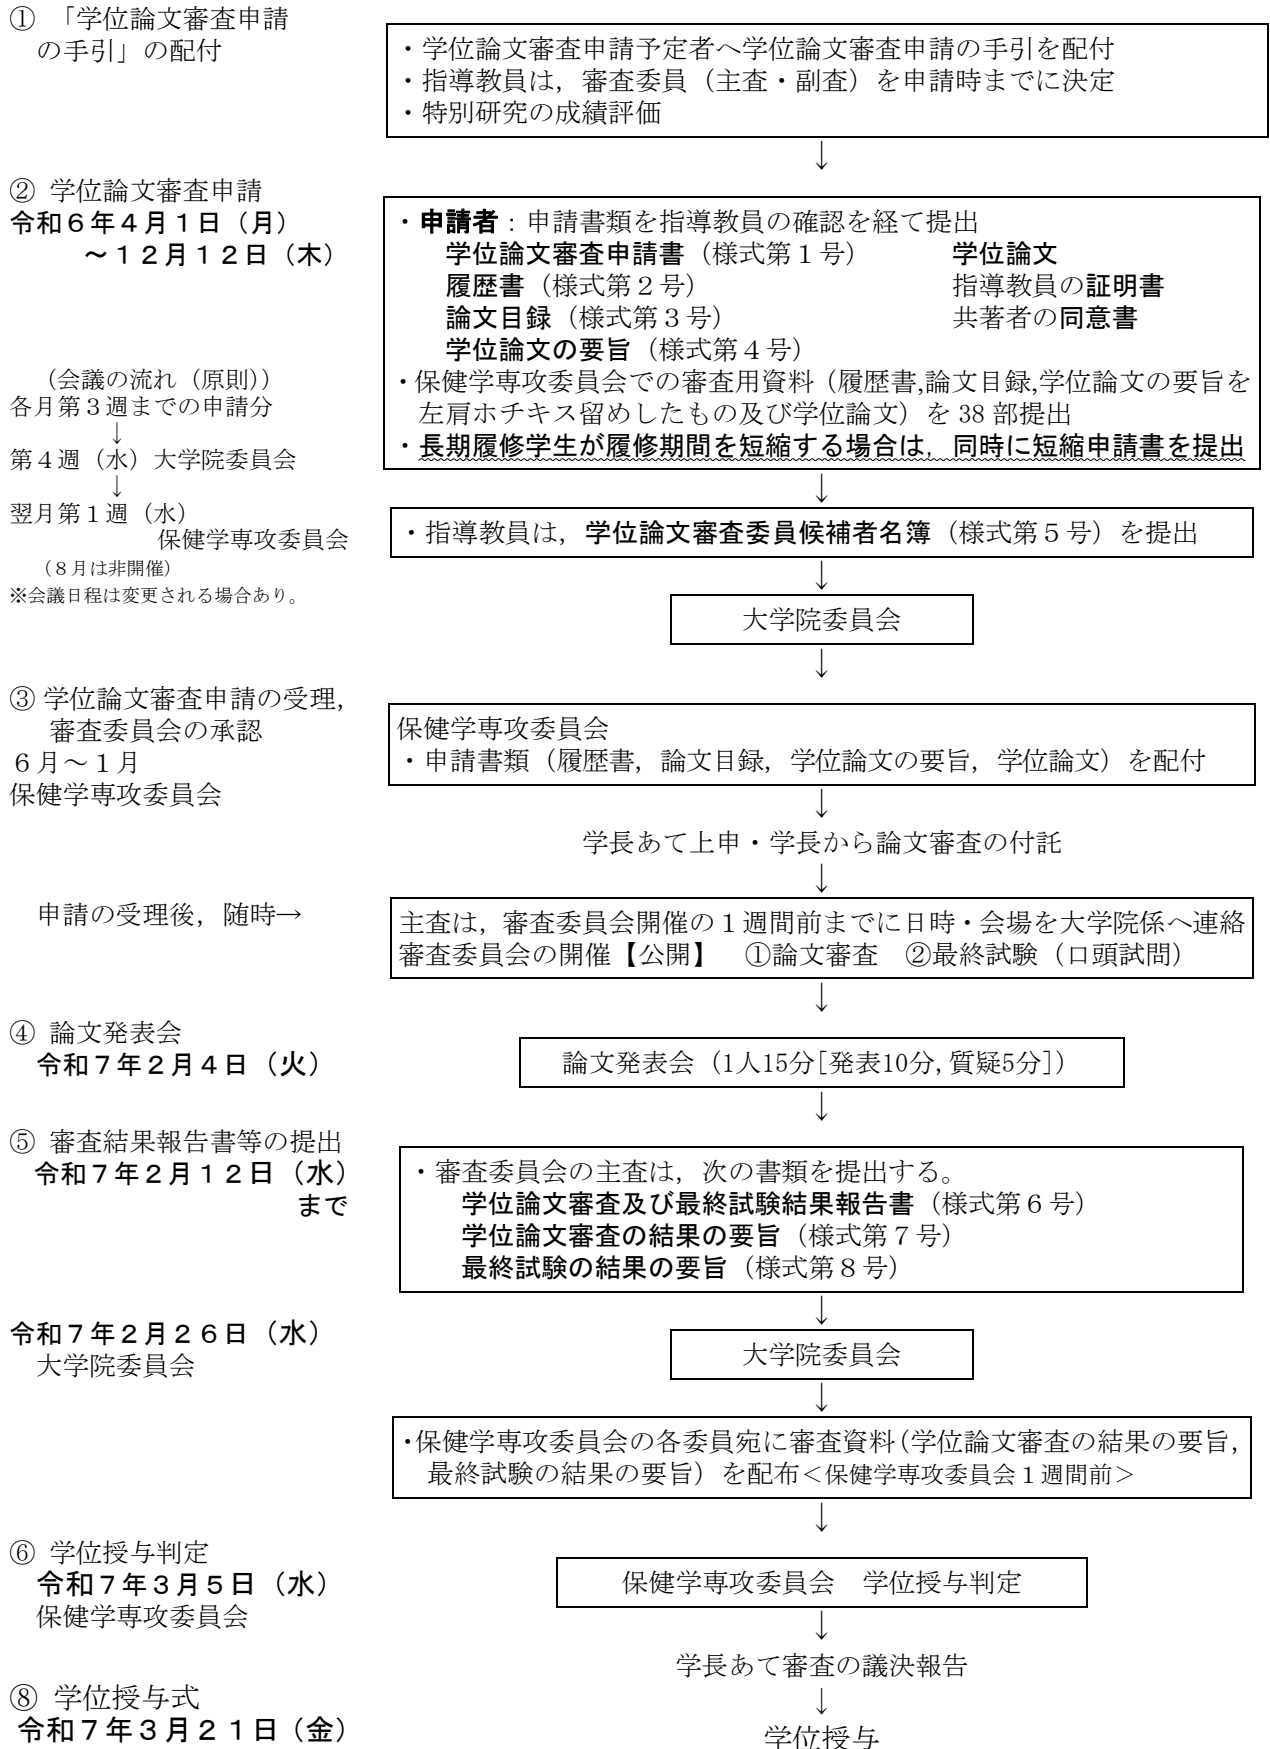 ① 「学位論文審査申請
の手引」の配付
・学位論文審査申請予定者へ学位論文審査申請の手引を配付
・指導教員は，審査委員（主査・副査）を申請時までに決定
・特別研究の成績評価
↓
② 学位論文審査申請
令和６年４月１日（月）
～１２月１２日（木）
・申請者：申請書類を指導教員の確認を経て提出
学位論文審査申請書（様式第１号） 学位論文
履歴書（様式第２号） 指導教員の証明書
論文目録（様式第３号） 共著者の同意書
学位論文の要旨（様式第４号）
・保健学専攻委員会での審査用資料（履歴書,論文目録,学位論文の要旨を
左肩ホチキス留めしたもの及び学位論文）を 38 部提出
・長期履修学生が履修期間を短縮する場合は，同時に短縮申請書を提出
（会議の流れ（原則））
各月第３週までの申請分
↓
第４週（水）大学院委員会
↓
翌月第１週（水）
保健学専攻委員会
（８月は非開催）
※会議日程は変更される場合あり。
↓
・指導教員は，学位論文審査委員候補者名簿（様式第５号）を提出
↓
大学院委員会
↓
③ 学位論文審査申請の受理，
審査委員会の承認
６月～１月
保健学専攻委員会
保健学専攻委員会
・申請書類（履歴書，論文目録，学位論文の要旨，学位論文）を配付
↓
学長あて上申・学長から論文審査の付託
↓
申請の受理後，随時→
主査は，審査委員会開催の１週間前までに日時・会場を大学院係へ連絡
審査委員会の開催【公開】　①論文審査　②最終試験（口頭試問）
↓
④ 論文発表会
令和７年２月４日（火）
論文発表会（1人15分[発表10分,質疑5分]）
↓
⑤ 審査結果報告書等の提出
令和７年２月１２日（水）
まで
・審査委員会の主査は，次の書類を提出する。
学位論文審査及び最終試験結果報告書（様式第６号）
学位論文審査の結果の要旨（様式第７号）
最終試験の結果の要旨（様式第８号）
↓
令和７年２月２６日（水）
大学院委員会
大学院委員会
↓
・保健学専攻委員会の各委員宛に審査資料（学位論文審査の結果の要旨，
最終試験の結果の要旨）を配布＜保健学専攻委員会１週間前＞
↓
⑥ 学位授与判定
令和７年３月５日（水）
保健学専攻委員会
保健学専攻委員会　学位授与判定
↓
学長あて審査の議決報告
↓
⑧ 学位授与式
令和７年３月２１日（金）
学位授与